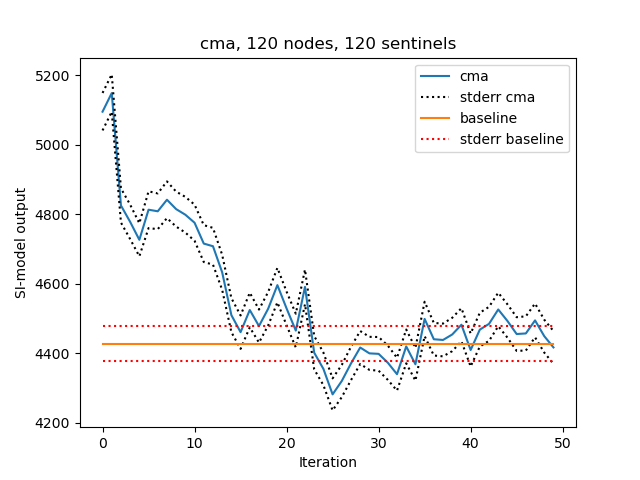 cma, 120 nodes, 120 sentinels
cma
stderr cma
baseline
stderr baseline
SI-model output
5200
5000
4800
4600
4400
4200
0 10 20 30 40 50
Iteration